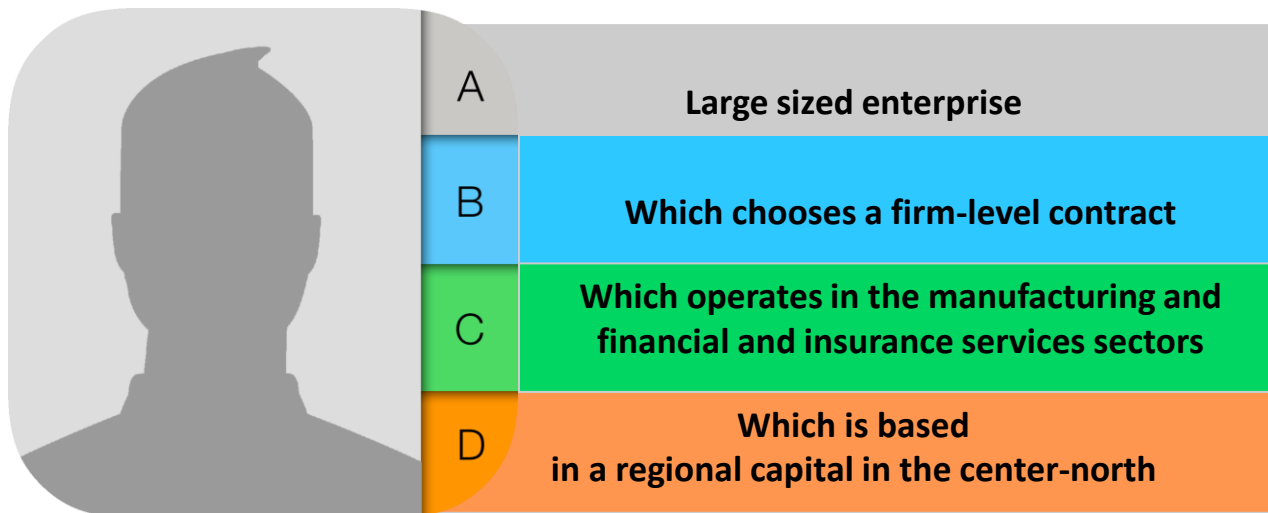 A
Large sized enterprise
B
Which chooses a firm-level contract
C
Which operates in the manufacturing and
financial and insurance services sectors
D
Which is based
in a regional capital in the center-north